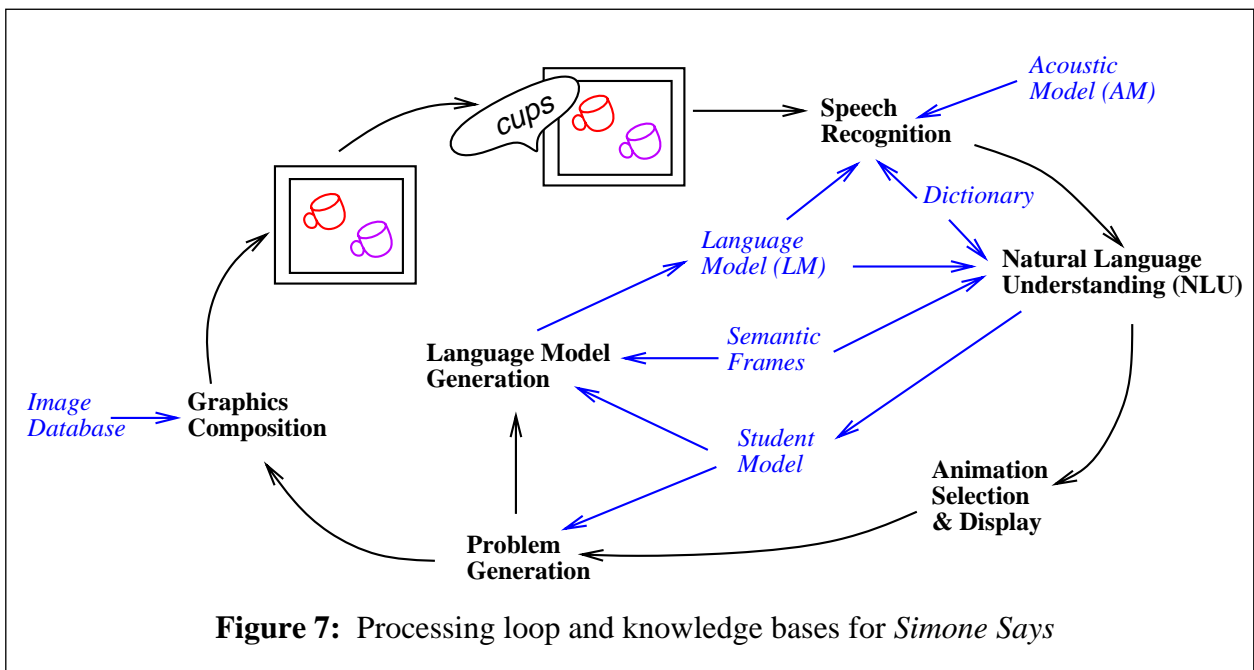 cups
Speech
Recognition
Acoustic
Model (AM)
Dictionary
Language
Model (LM)
Natural Language
Understanding (NLU)
Semantic
Frames
Language Model
Generation
Image
Database
Graphics
Composition
Student
Model
Animation
Selection
& Display
Problem
Generation
Figure 7: Processing loop and knowledge bases for Simone Says